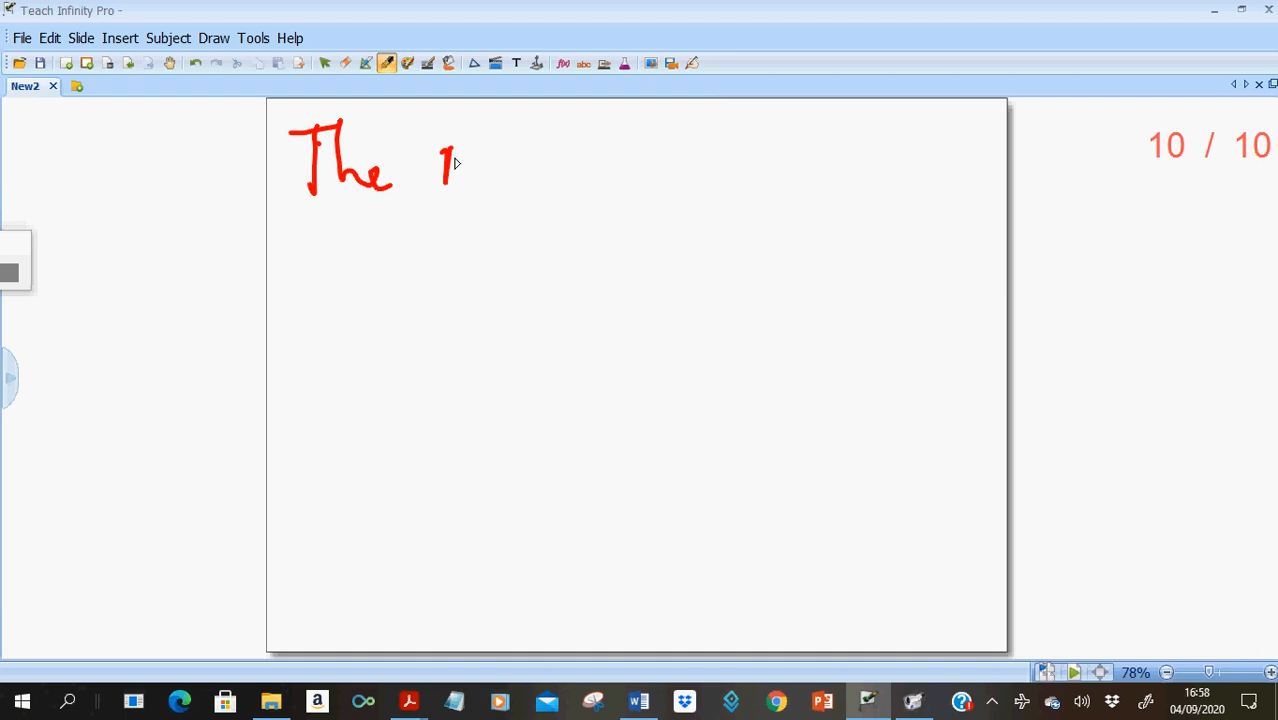 Teach Infinity Pro -
File Edit Slide Insert Subject Draw Tools Help
New2
The
10 / 10
78%
16:58
04/09/2020